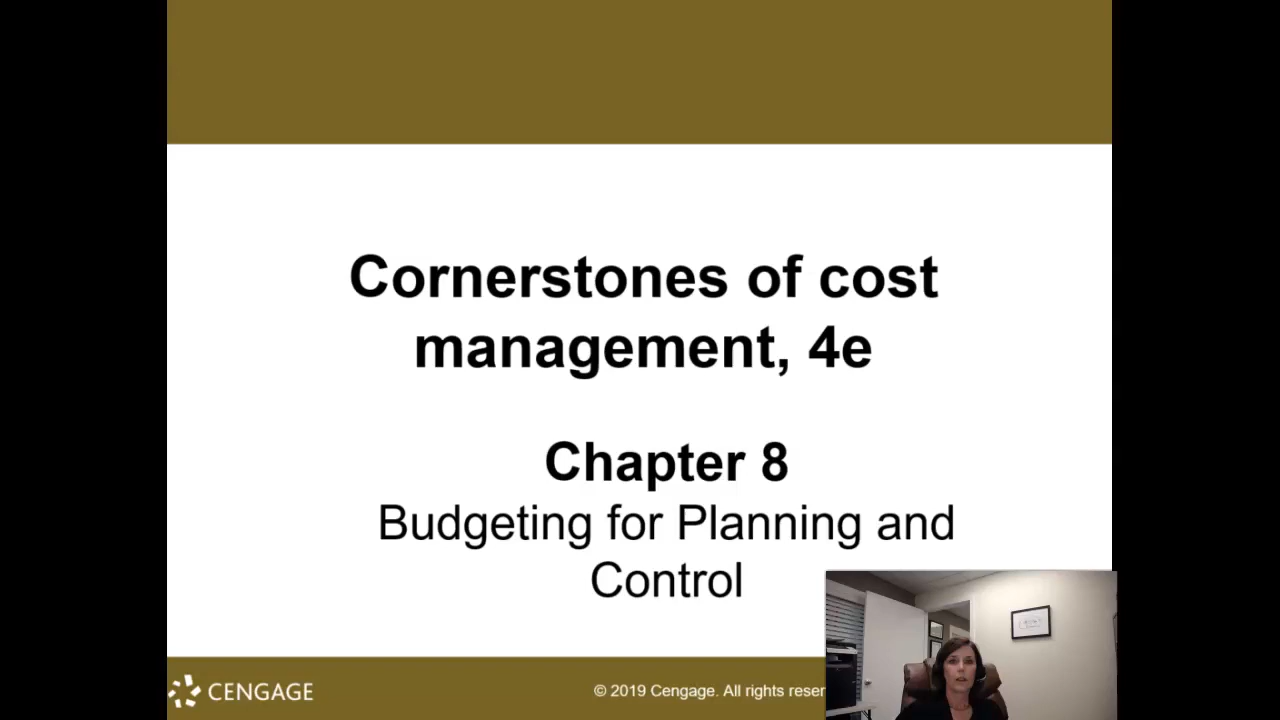 Cornerstones of cost
management, 4e
Chapter 8
Budgeting for Planning and
Control
CENGAGE
© 2019 Cengage. All rights reser